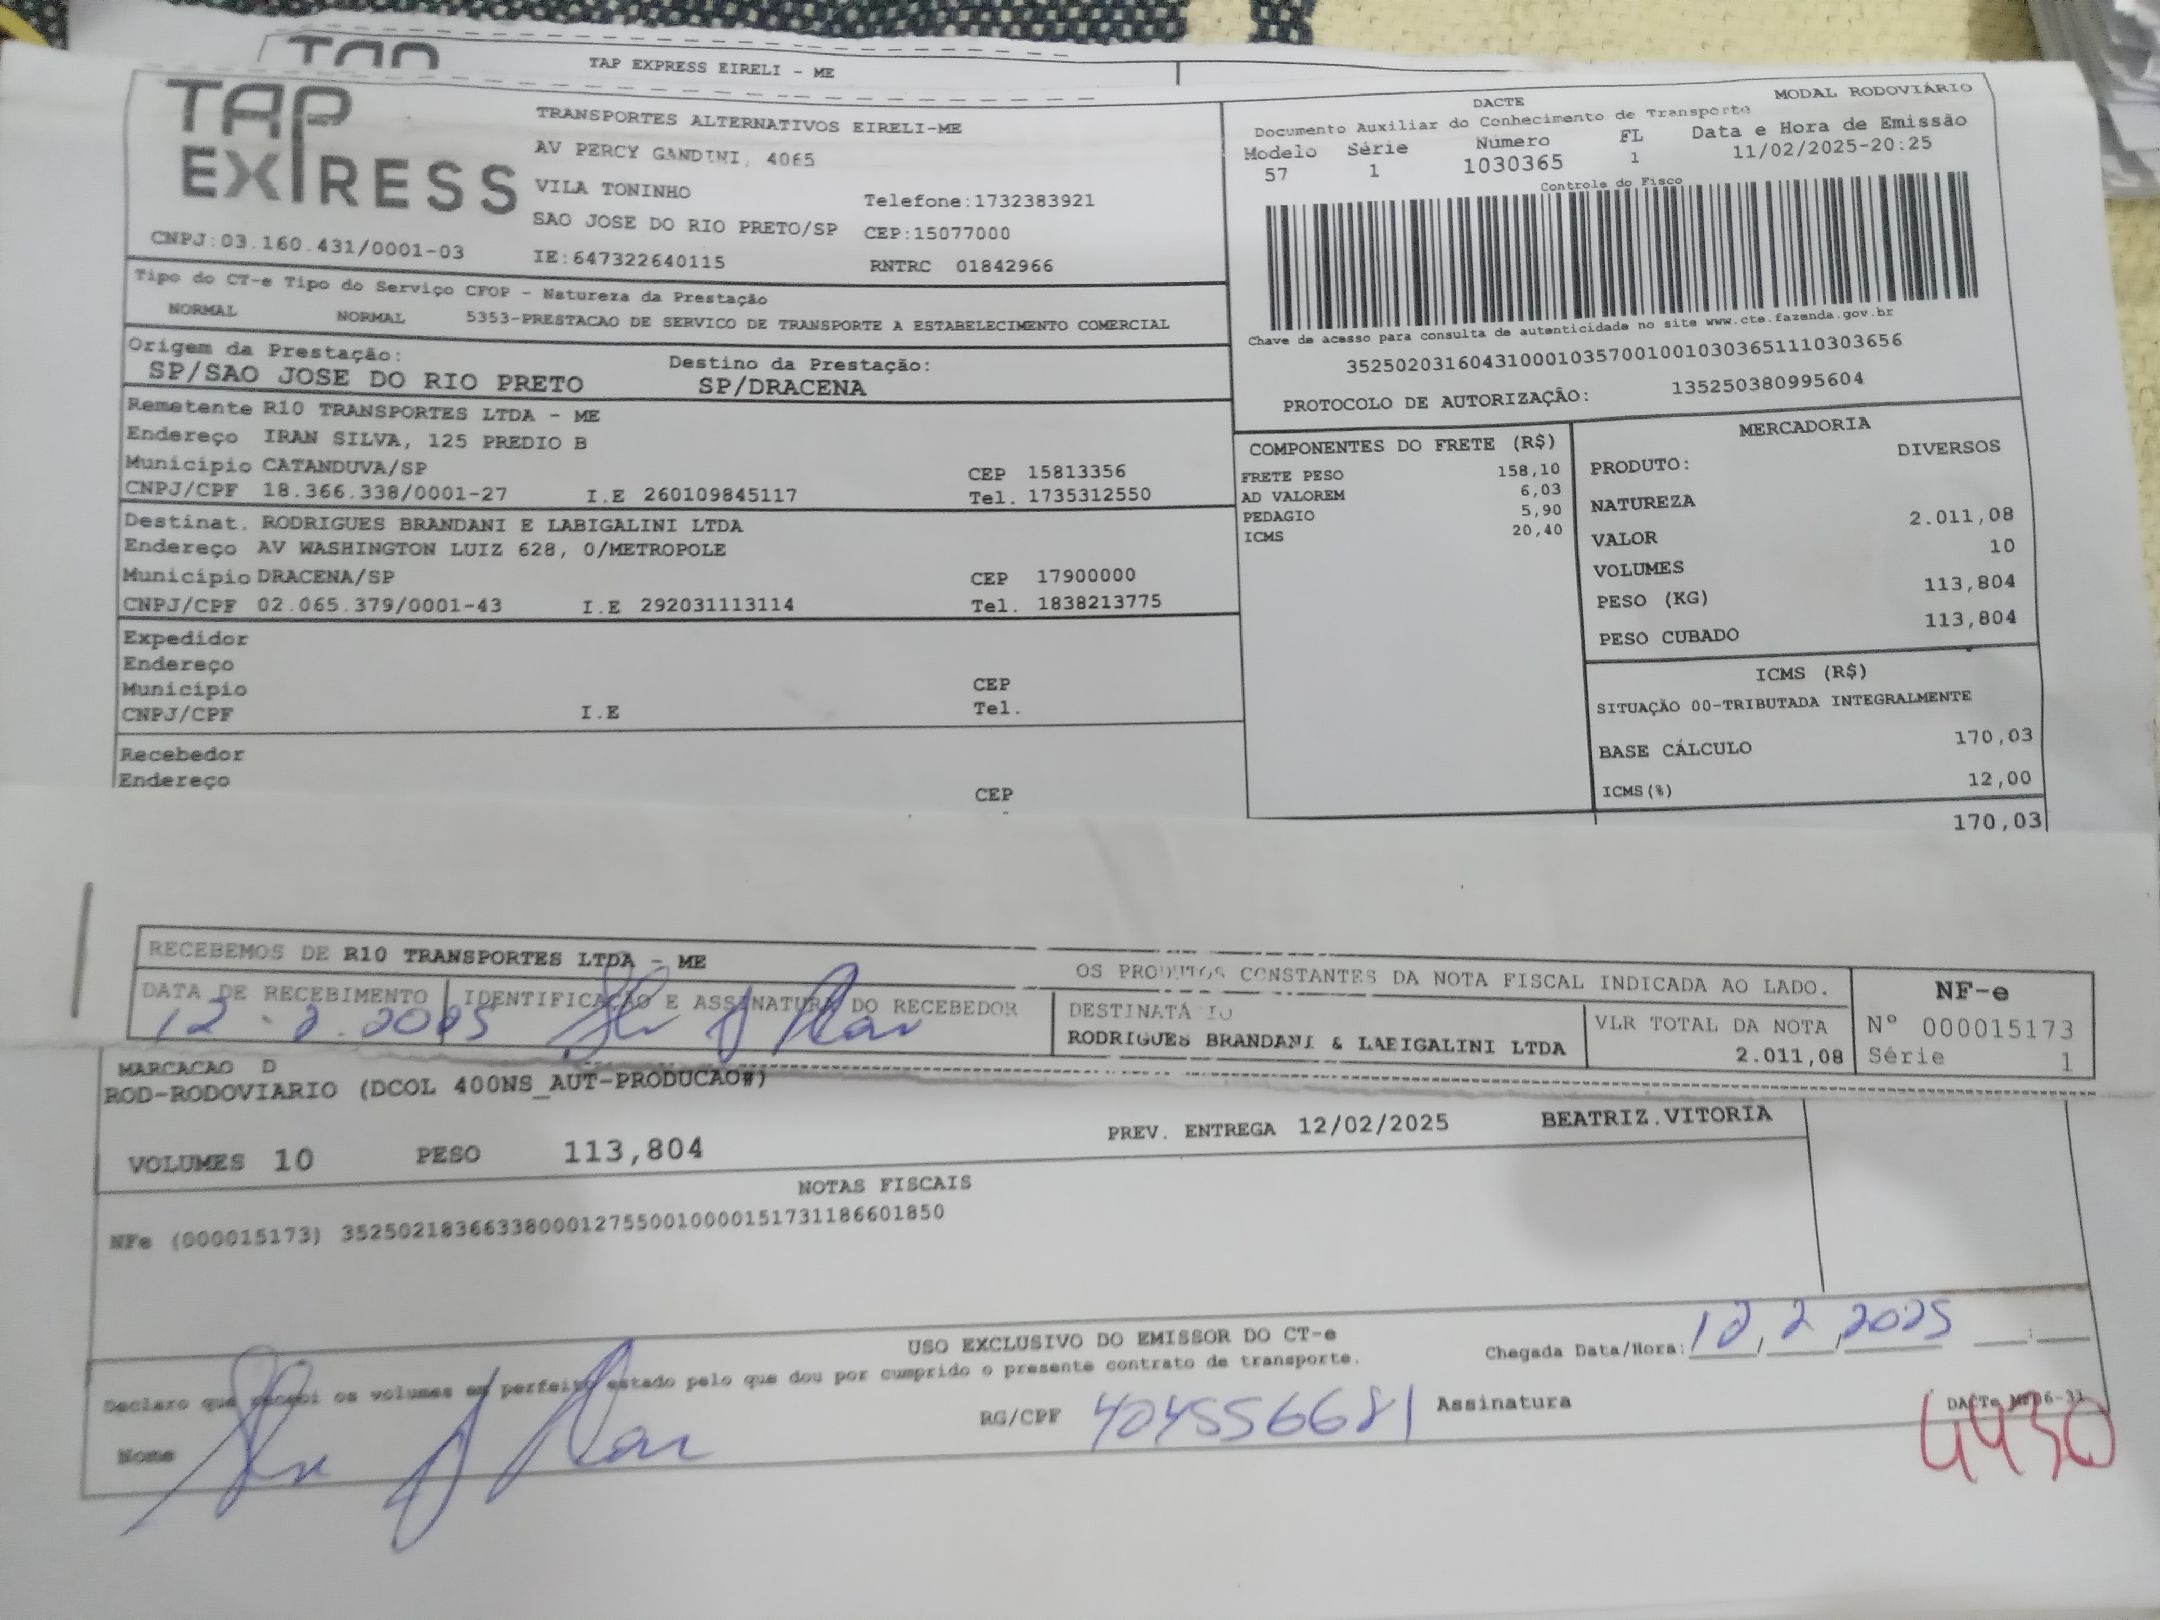 TAP EXPRESS EIRELI - ME
TAP
EXPRESS
TRANSPORTES ALTERNATIVOS EIRELI-ME
AV PERCY GANDINI, 4065
VILA TONINHO
Telefone:1732383921
SAO JOSE DO RIO PRETO/SP CEP:15077000
CNPJ:03.160.431/0001-03
IE:647322640115
RNTRC 01842966
DACTE
MODAL RODOVIÁRIO
Documento Auxiliar do Conhecimento de Transporte
Modelo Série Número FL Data e Hora de Emissão
57 1 1030365 1 11/02/2025-20:25
Controle do Fisco
Chave de acesso para consulta de autenticidade no site www.cte.fazenda.gov.br
35250203160431000103570010010303651110303656
PROTOCOLO DE AUTORIZAÇÃO: 135250380995604
Tipo do CT-e Tipo do Serviço CFOP - Natureza da Prestação
NORMAL NORMAL 5353-PRESTACAO DE SERVICO DE TRANSPORTE A ESTABELECIMENTO COMERCIAL
Origem da Prestação: Destino da Prestação:
SP/SAO JOSE DO RIO PRETO SP/DRACENA
Remetente R10 TRANSPORTES LTDA - ME
Endereço IRAN SILVA, 125 PREDIO B
Município CATANDUVA/SP CEP 15813356
CNPJ/CPF 18.366.338/0001-27 I.E 260109845117 Tel. 1735312550
Destinat. RODRIGUES BRANDANI E LABIGALINI LTDA
Endereço AV WASHINGTON LUIZ 628, 0/METROPOLE
Município DRACENA/SP CEP 17900000
CNPJ/CPF 02.065.379/0001-43 I.E 292031113114 Tel. 1838213775
Expedidor
Endereço
Município CEP
CNPJ/CPF I.E Tel.
Recebedor
Endereço
CEP
COMPONENTES DO FRETE (R$)
FRETE PESO 158,10
AD VALOREM 6,03
PEDAGIO 5,90
ICMS 20,40
MERCADORIA
PRODUTO: DIVERSOS
NATUREZA
VALOR 2.011,08
VOLUMES 10
PESO (KG) 113,804
PESO CUBADO 113,804
ICMS (R$)
SITUAÇÃO 00-TRIBUTADA INTEGRALMENTE
BASE CÁLCULO 170,03
ICMS(%) 12,00
170,03
RECEBEMOS DE R10 TRANSPORTES LTDA - ME OS PRODUTOS CONSTANTES DA NOTA FISCAL INDICADA AO LADO.
DATA DE RECEBIMENTO IDENTIFICAÇÃO E ASSINATURA DO RECEBEDOR
12.2.2025
DESTINATÁ IO
RODRIGUES BRANDANI & LABIGALINI LTDA
VLR TOTAL DA NOTA
2.011,08
NF-e
Nº 000015173
Série 1
MARCACAO D
ROD-RODOVIARIO (DCOL 400NS_AUT-PRODUCAO#)
VOLUMES 10 PESO 113,804 PREV. ENTREGA 12/02/2025 BEATRIZ.VITORIA
NOTAS FISCAIS
NFe (000015173) 35250218366338000127550010000151731186601850
USO EXCLUSIVO DO EMISSOR DO CT-e
Declaro que recebi os volumes em perfeito estado pelo que dou por cumprido o presente contrato de transporte.
Chegada Data/Hora: 12/2/2025 :
Nome RG/CPF 404556681 Assinatura
4430